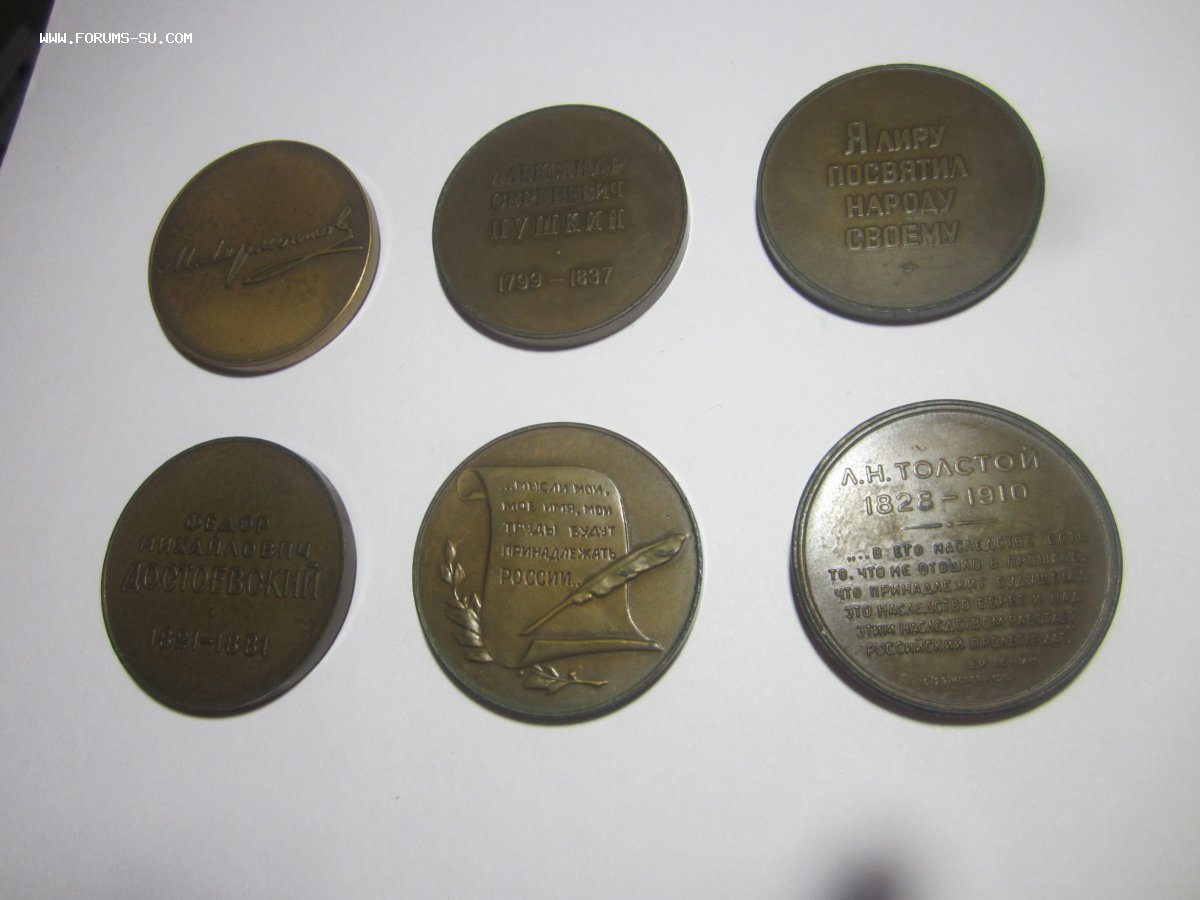 WWW.FORUMS-SU.COM
М. Лермонтов
АЛЕКСАНДР
СЕРГЕЕВИЧ
ПУШКИН
1799–1837
Я ЛИРУ
ПОСВЯТИЛ
НАРОДУ
СВОЕМУ
ФЕДОР
МИХАЙЛОВИЧ
ДОСТОЕВСКИЙ
1821–1881
...МЫСЛИ МОИ,
МОЕ ИМЯ, МОИ
ТРУДЫ БУДУТ
ПРИНАДЛЕЖАТЬ
РОССИИ...
Л.Н. ТОЛСТОЙ
1828–1910
„... В ЕГО НАСЛЕДСТВЕ ЕСТЬ
ТО, ЧТО НЕ ОТОШЛО В ПРОШЛОЕ,
ЧТО ПРИНАДЛЕЖИТ БУДУЩЕМУ.
ЭТО НАСЛЕДСТВО БЕРЕТ И НАД
ЭТИМ НАСЛЕДСТВОМ РАБОТАЕТ
РОССИЙСКИЙ ПРОЛЕТАРИАТ."
В.И. ЛЕНИН